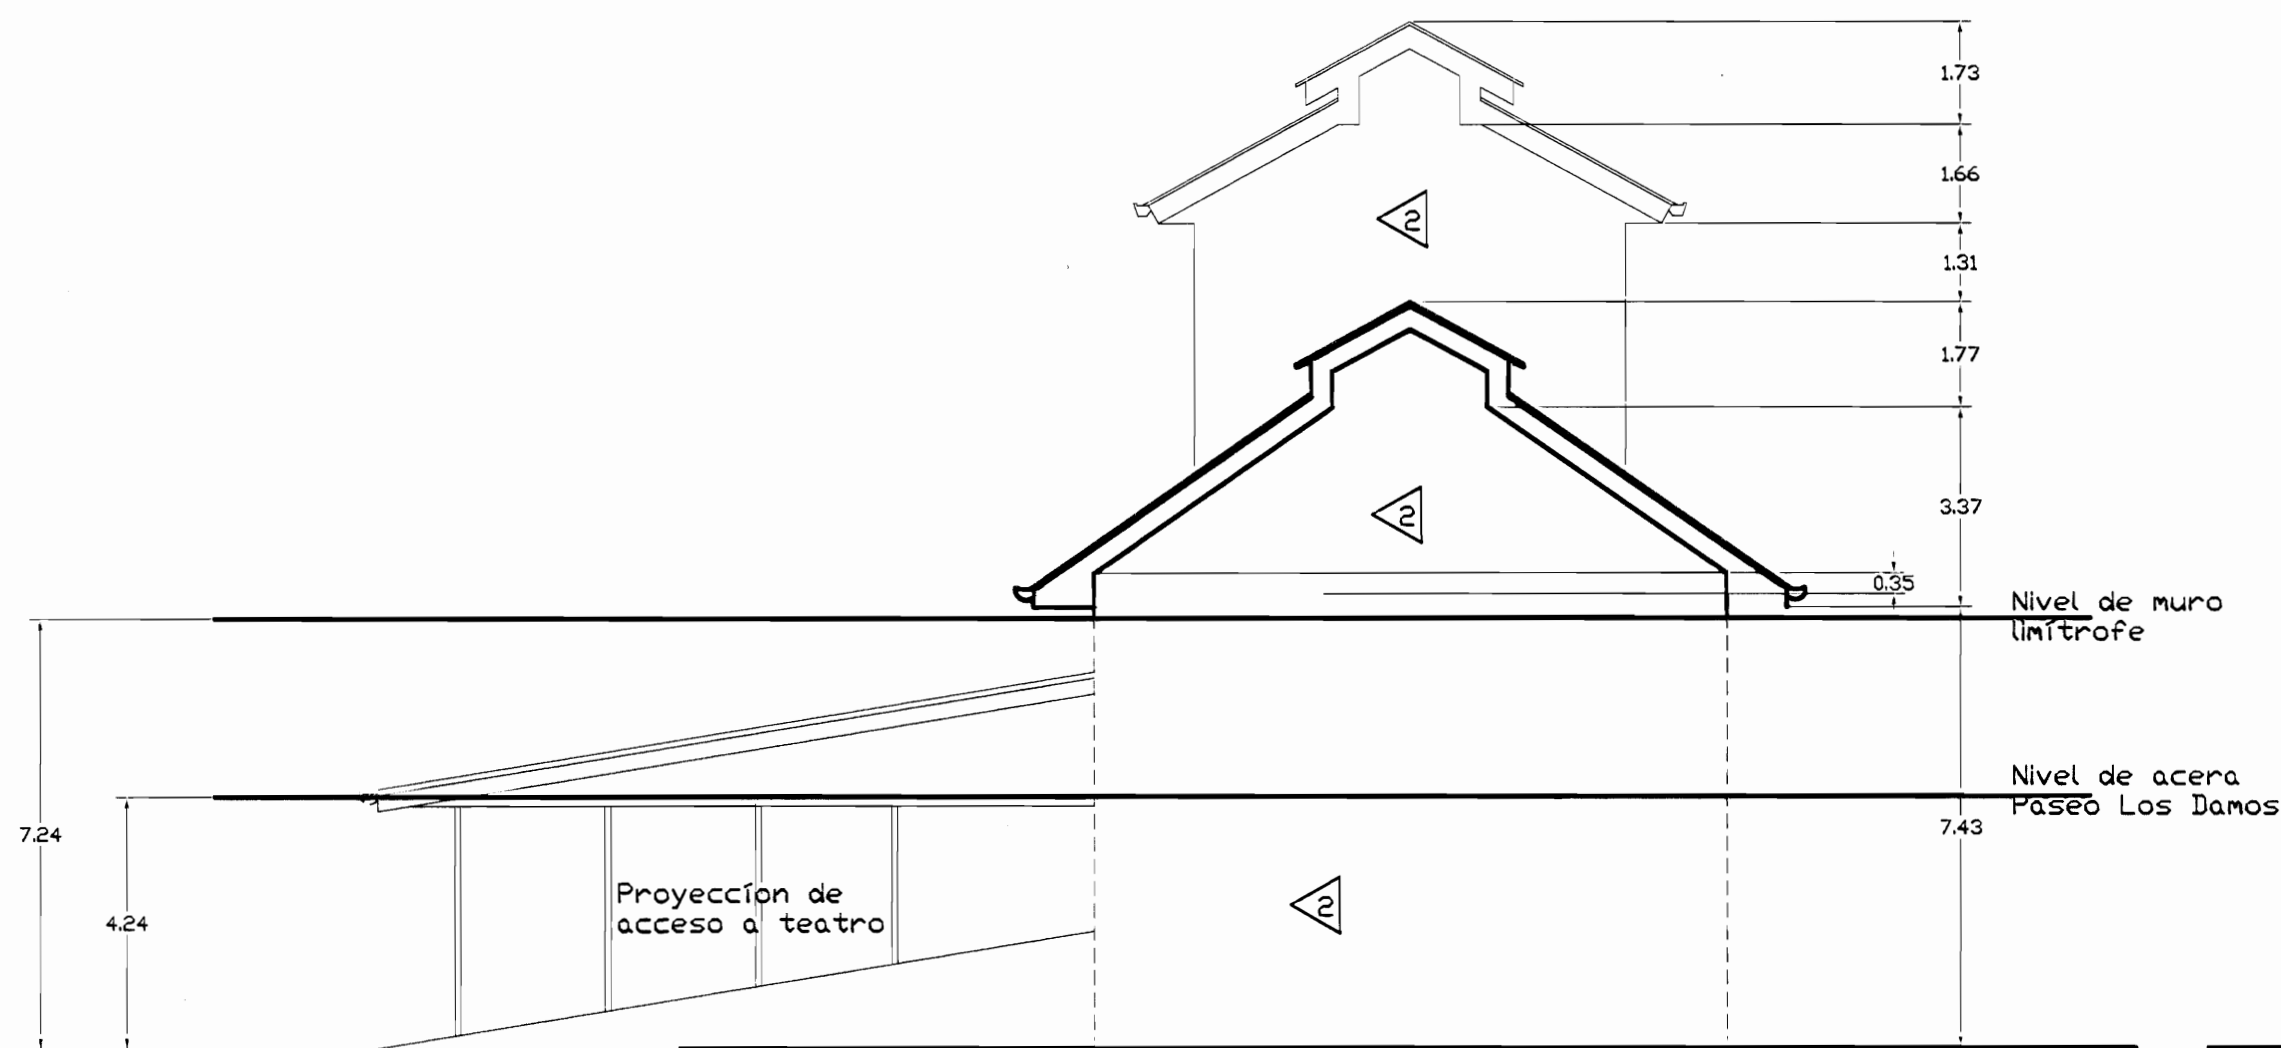 1.73
1.66
2
1.31
1.77
3.37
2
0.35
Nivel de muro
limítrofe
Nivel de acera
Paseo Los Damos
7.24
7.43
Proyeccíon de
acceso a teatro
4.24
2